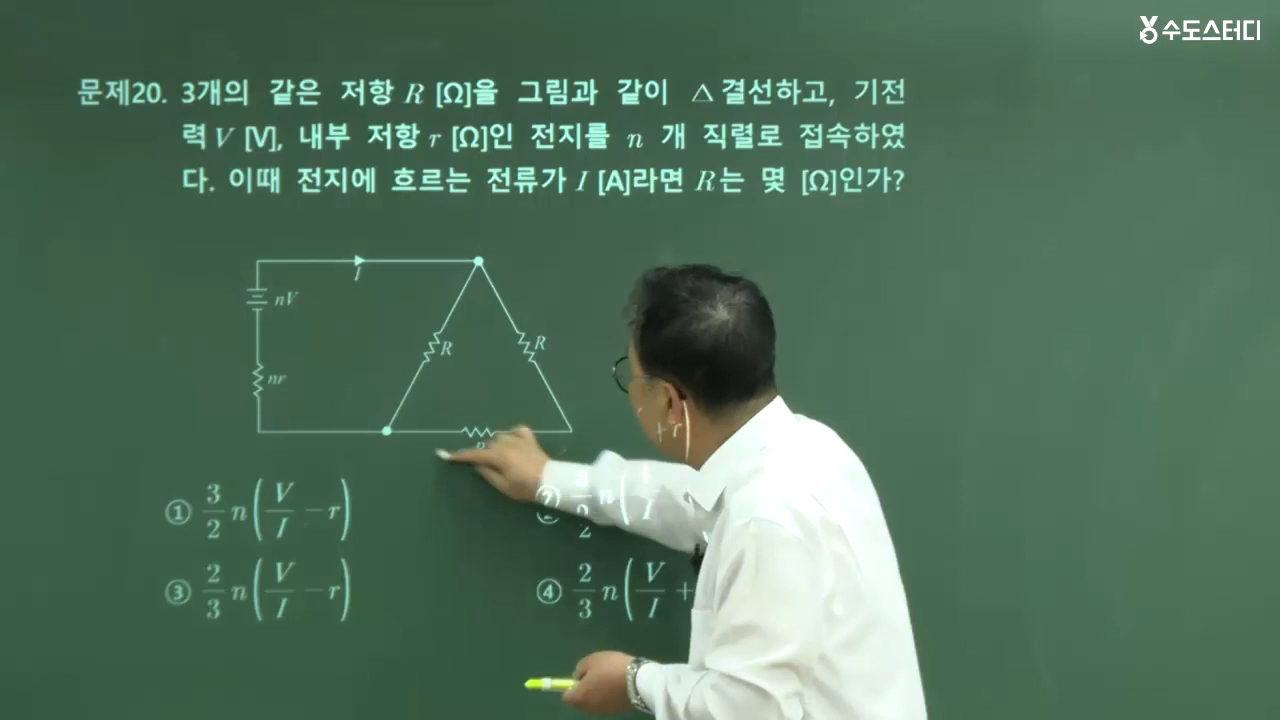 수도스터디
문제20. 3개의 같은 저항 R [Ω]을 그림과 같이 △결선하고, 기전
력 V [V], 내부 저항 r [Ω]인 전지를 n 개 직렬로 접속하였
다. 이때 전지에 흐르는 전류가 I [A]라면 R는 몇 [Ω]인가?
I
nV
R
R
nr
① 3/2 n(V/I − r)
② 3/2 n( V/I + r)
③ 2/3 n(V/I − r)
④ 2/3 n(V/I +